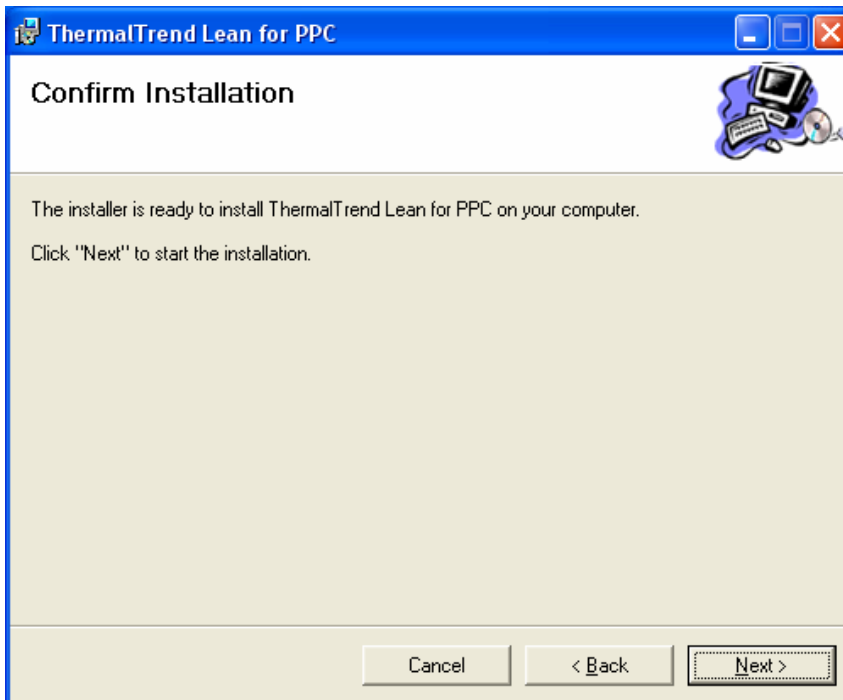 ThermalTrend Lean for PPC
Confirm Installation
The installer is ready to install ThermalTrend Lean for PPC on your computer.
Click "Next" to start the installation.
Cancel
< Back
Next >